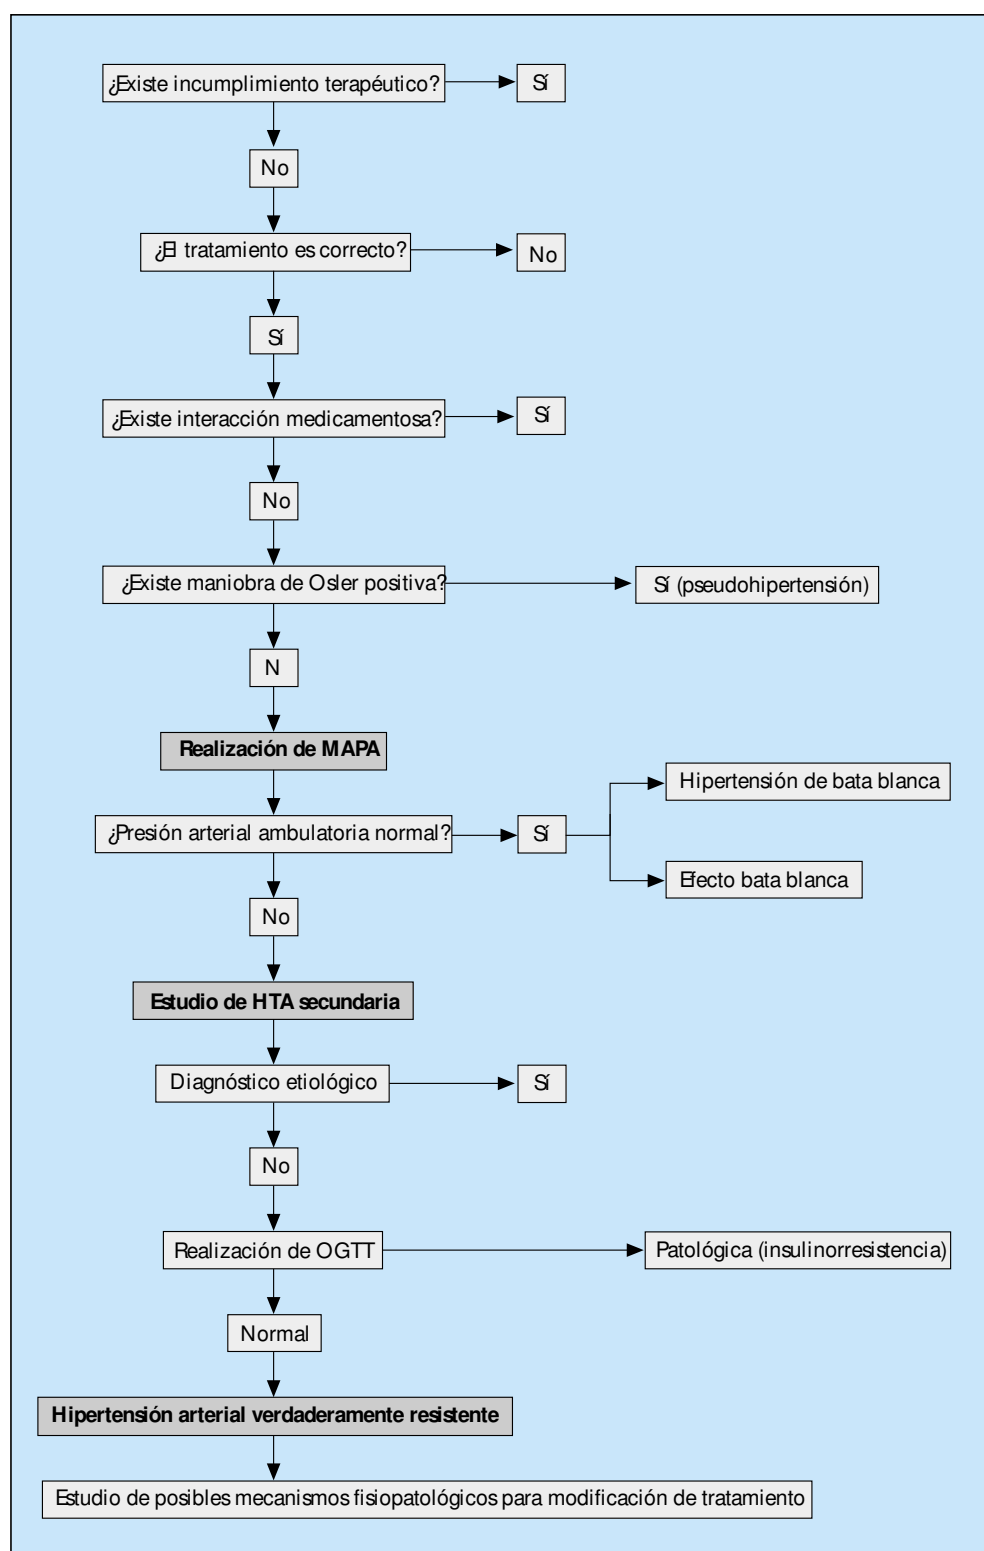 ¿Existe incumplimiento terapéutico?
Sí
No
¿El tratamiento es correcto?
No
Sí
¿Existe interacción medicamentosa?
Sí
No
¿Existe maniobra de Osler positiva?
Sí (pseudohipertensión)
N
Realización de MAPA
Hipertensión de bata blanca
¿Presión arterial ambulatoria normal?
Sí
Efecto bata blanca
No
Estudio de HTA secundaria
Diagnóstico etiológico
Sí
No
Realización de OGTT
Patológica (insulinorresistencia)
Normal
Hipertensión arterial verdaderamente resistente
Estudio de posibles mecanismos fisiopatológicos para modificación de tratamiento